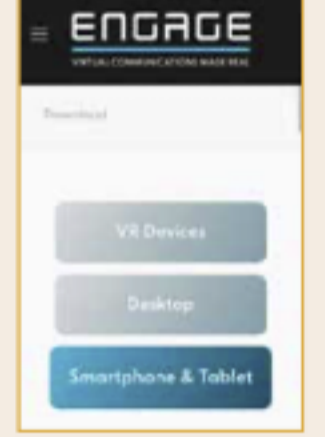 ENGAGE
VIRTUAL COMMUNICATIONS MADE REAL
Download
VR Devices
Desktop
Smartphone & Tablet